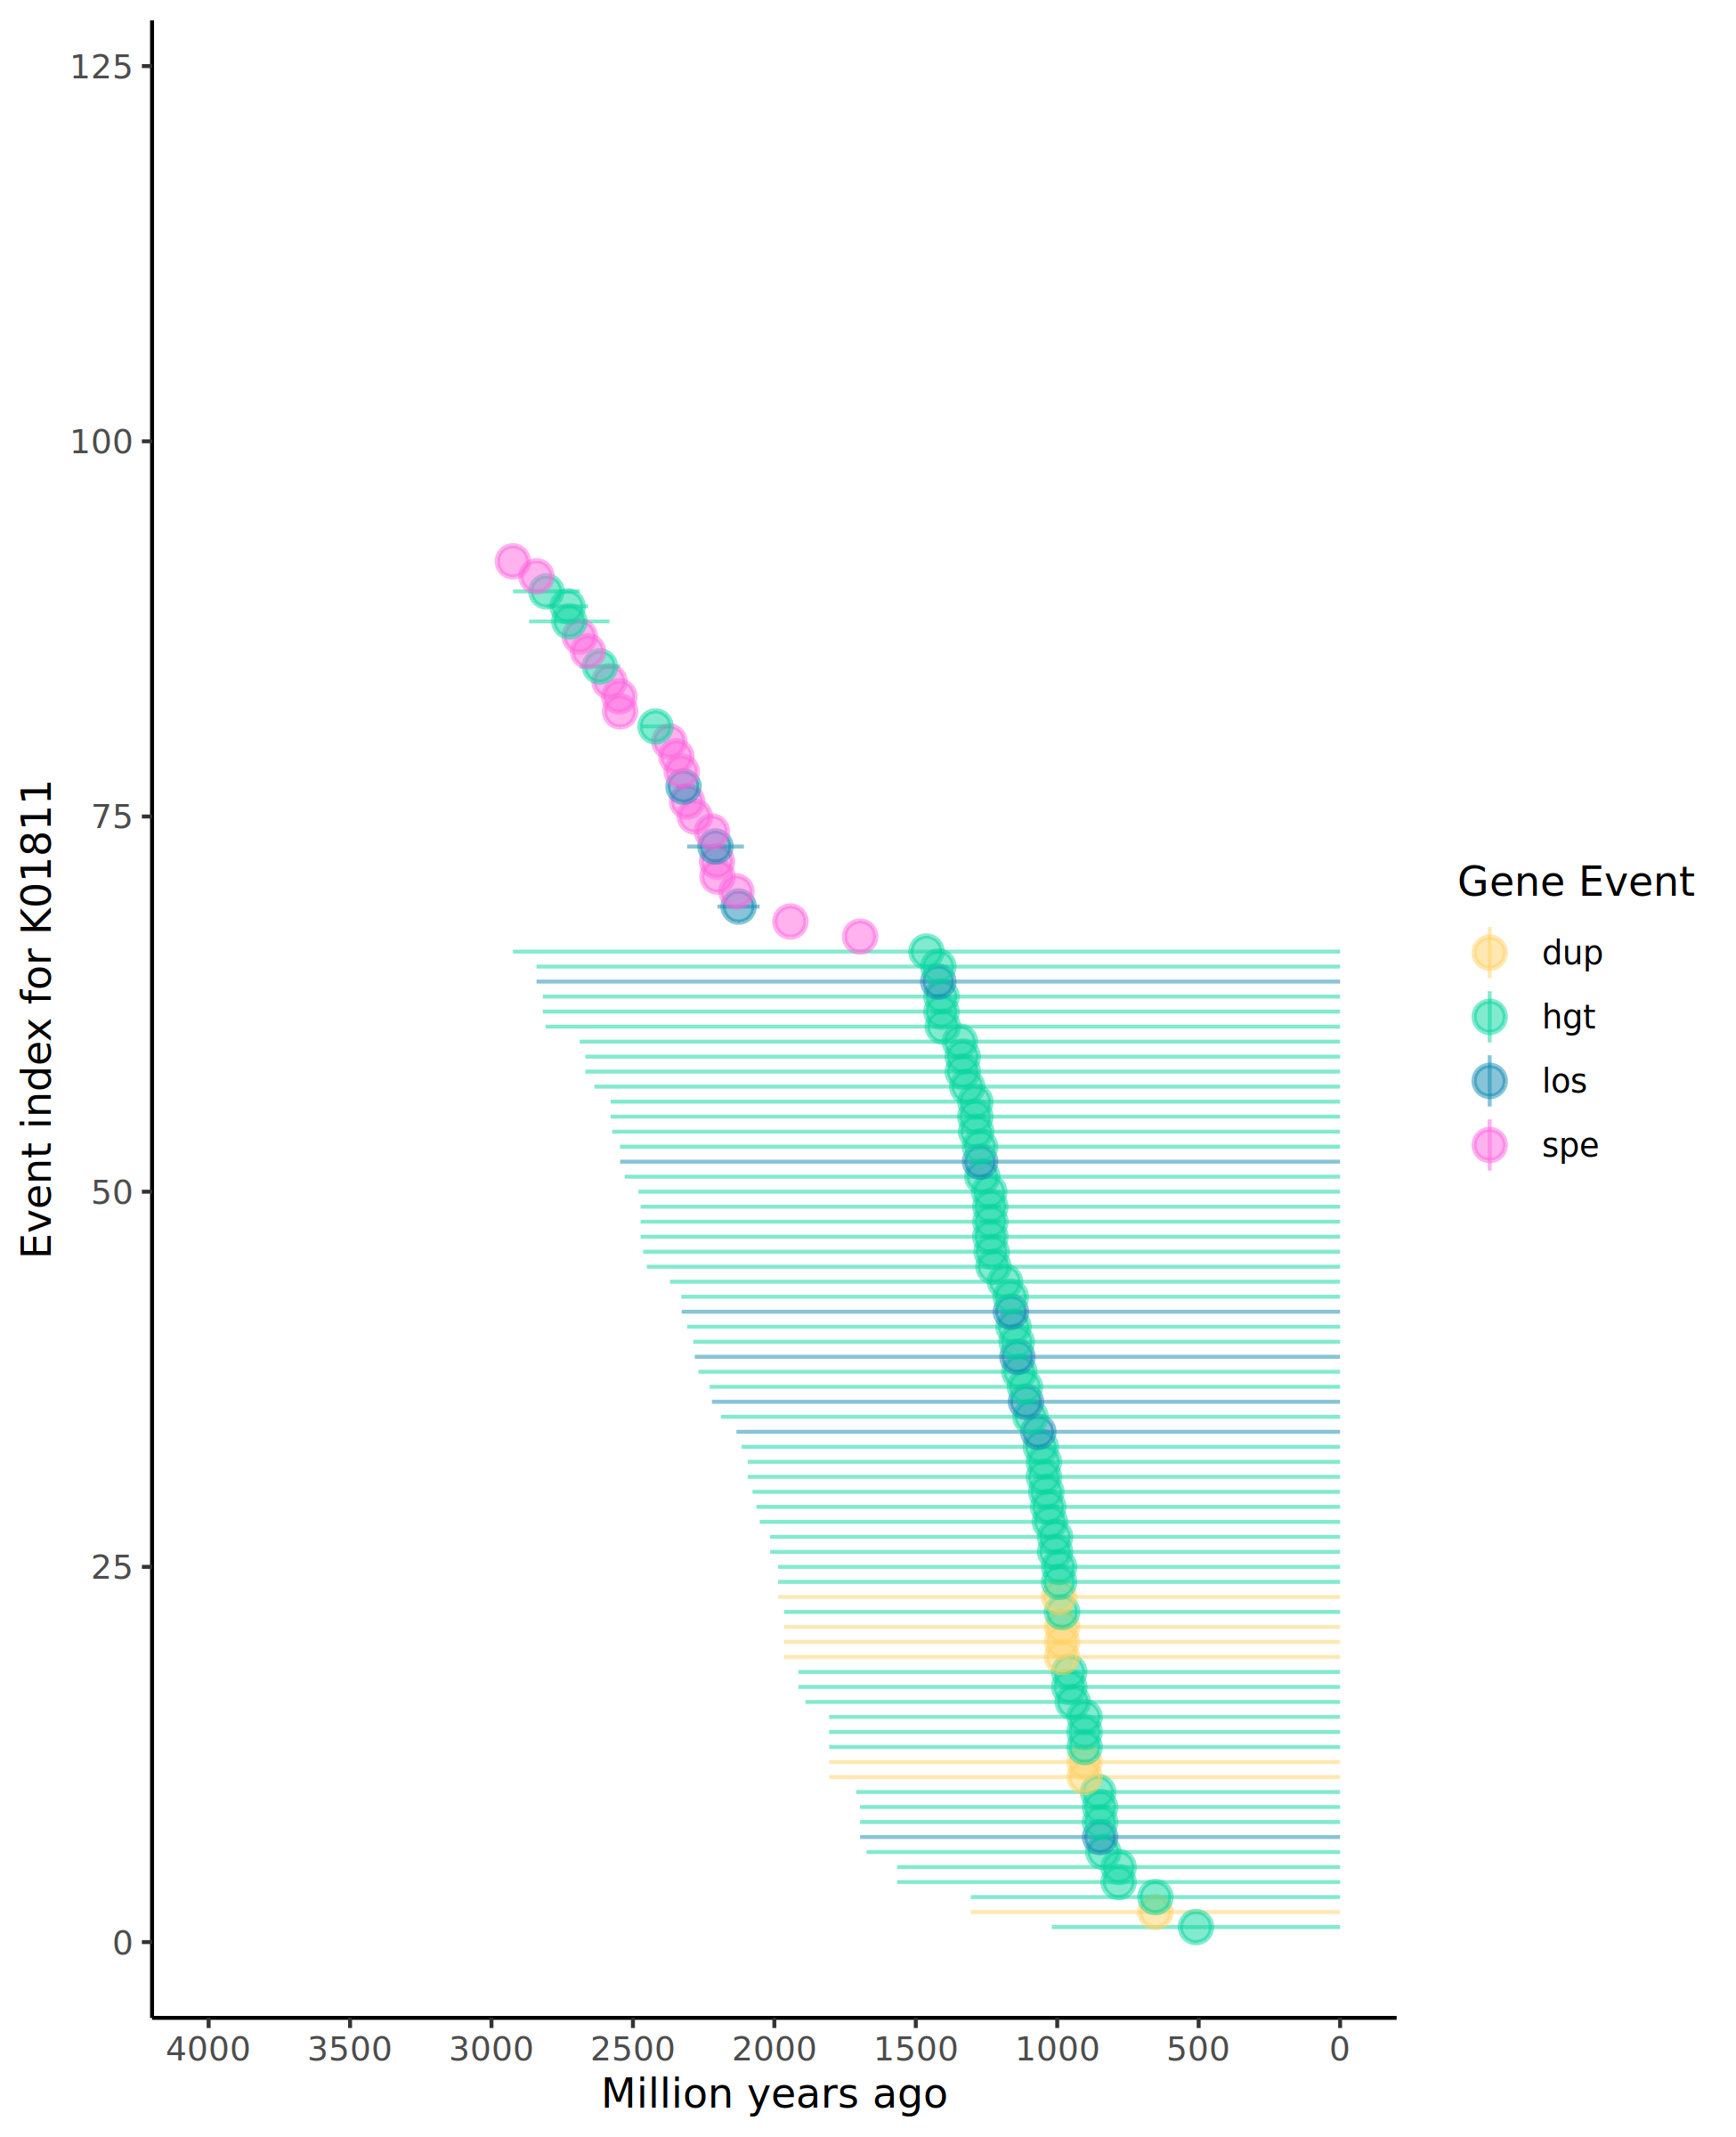 125
100
75
50
25
0
Event index for K01811
4000 3500 3000 2500 2000 1500 1000 500 0
Million years ago
Gene Event
dup
hgt
los
spe